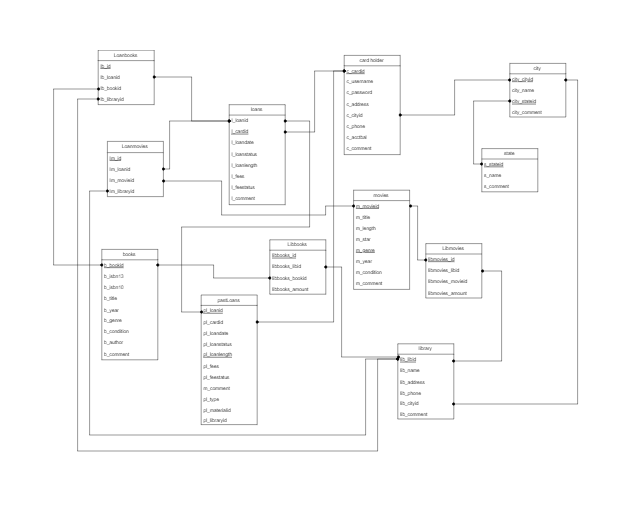 Loanbooks
lb_id
lb_loanid
lb_bookid
lb_libraryid
Loanmovies
lm_id
lm_loanid
lm_movieid
lm_libraryid
loans
l_loanid
l_cardid
l_loandate
l_loanstatus
l_loanlength
l_fees
l_feestatus
l_comment
card holder
c_cardid
c_username
c_password
c_address
c_cityid
c_phone
c_acctbal
c_comment
city
city_cityid
city_name
city_stateid
city_comment
state
s_stateid
s_name
s_comment
movies
m_movieid
m_title
m_length
m_star
m_genre
m_year
m_condition
m_comment
Libbooks
libbooks_id
libbooks_libid
libbooks_bookid
libbooks_amount
Libmovies
libmovies_id
libmovies_libid
libmovies_movieid
libmovies_amount
books
b_bookid
b_isbn13
b_isbn10
b_title
b_year
b_genre
b_condition
b_author
b_comment
pastLoans
pl_loanid
pl_cardid
pl_loandate
pl_loanstatus
pl_loanlength
pl_fees
pl_feestatus
m_comment
pl_type
pl_materialid
pl_libraryid
library
lib_libid
lib_name
lib_address
lib_phone
lib_cityid
lib_comment